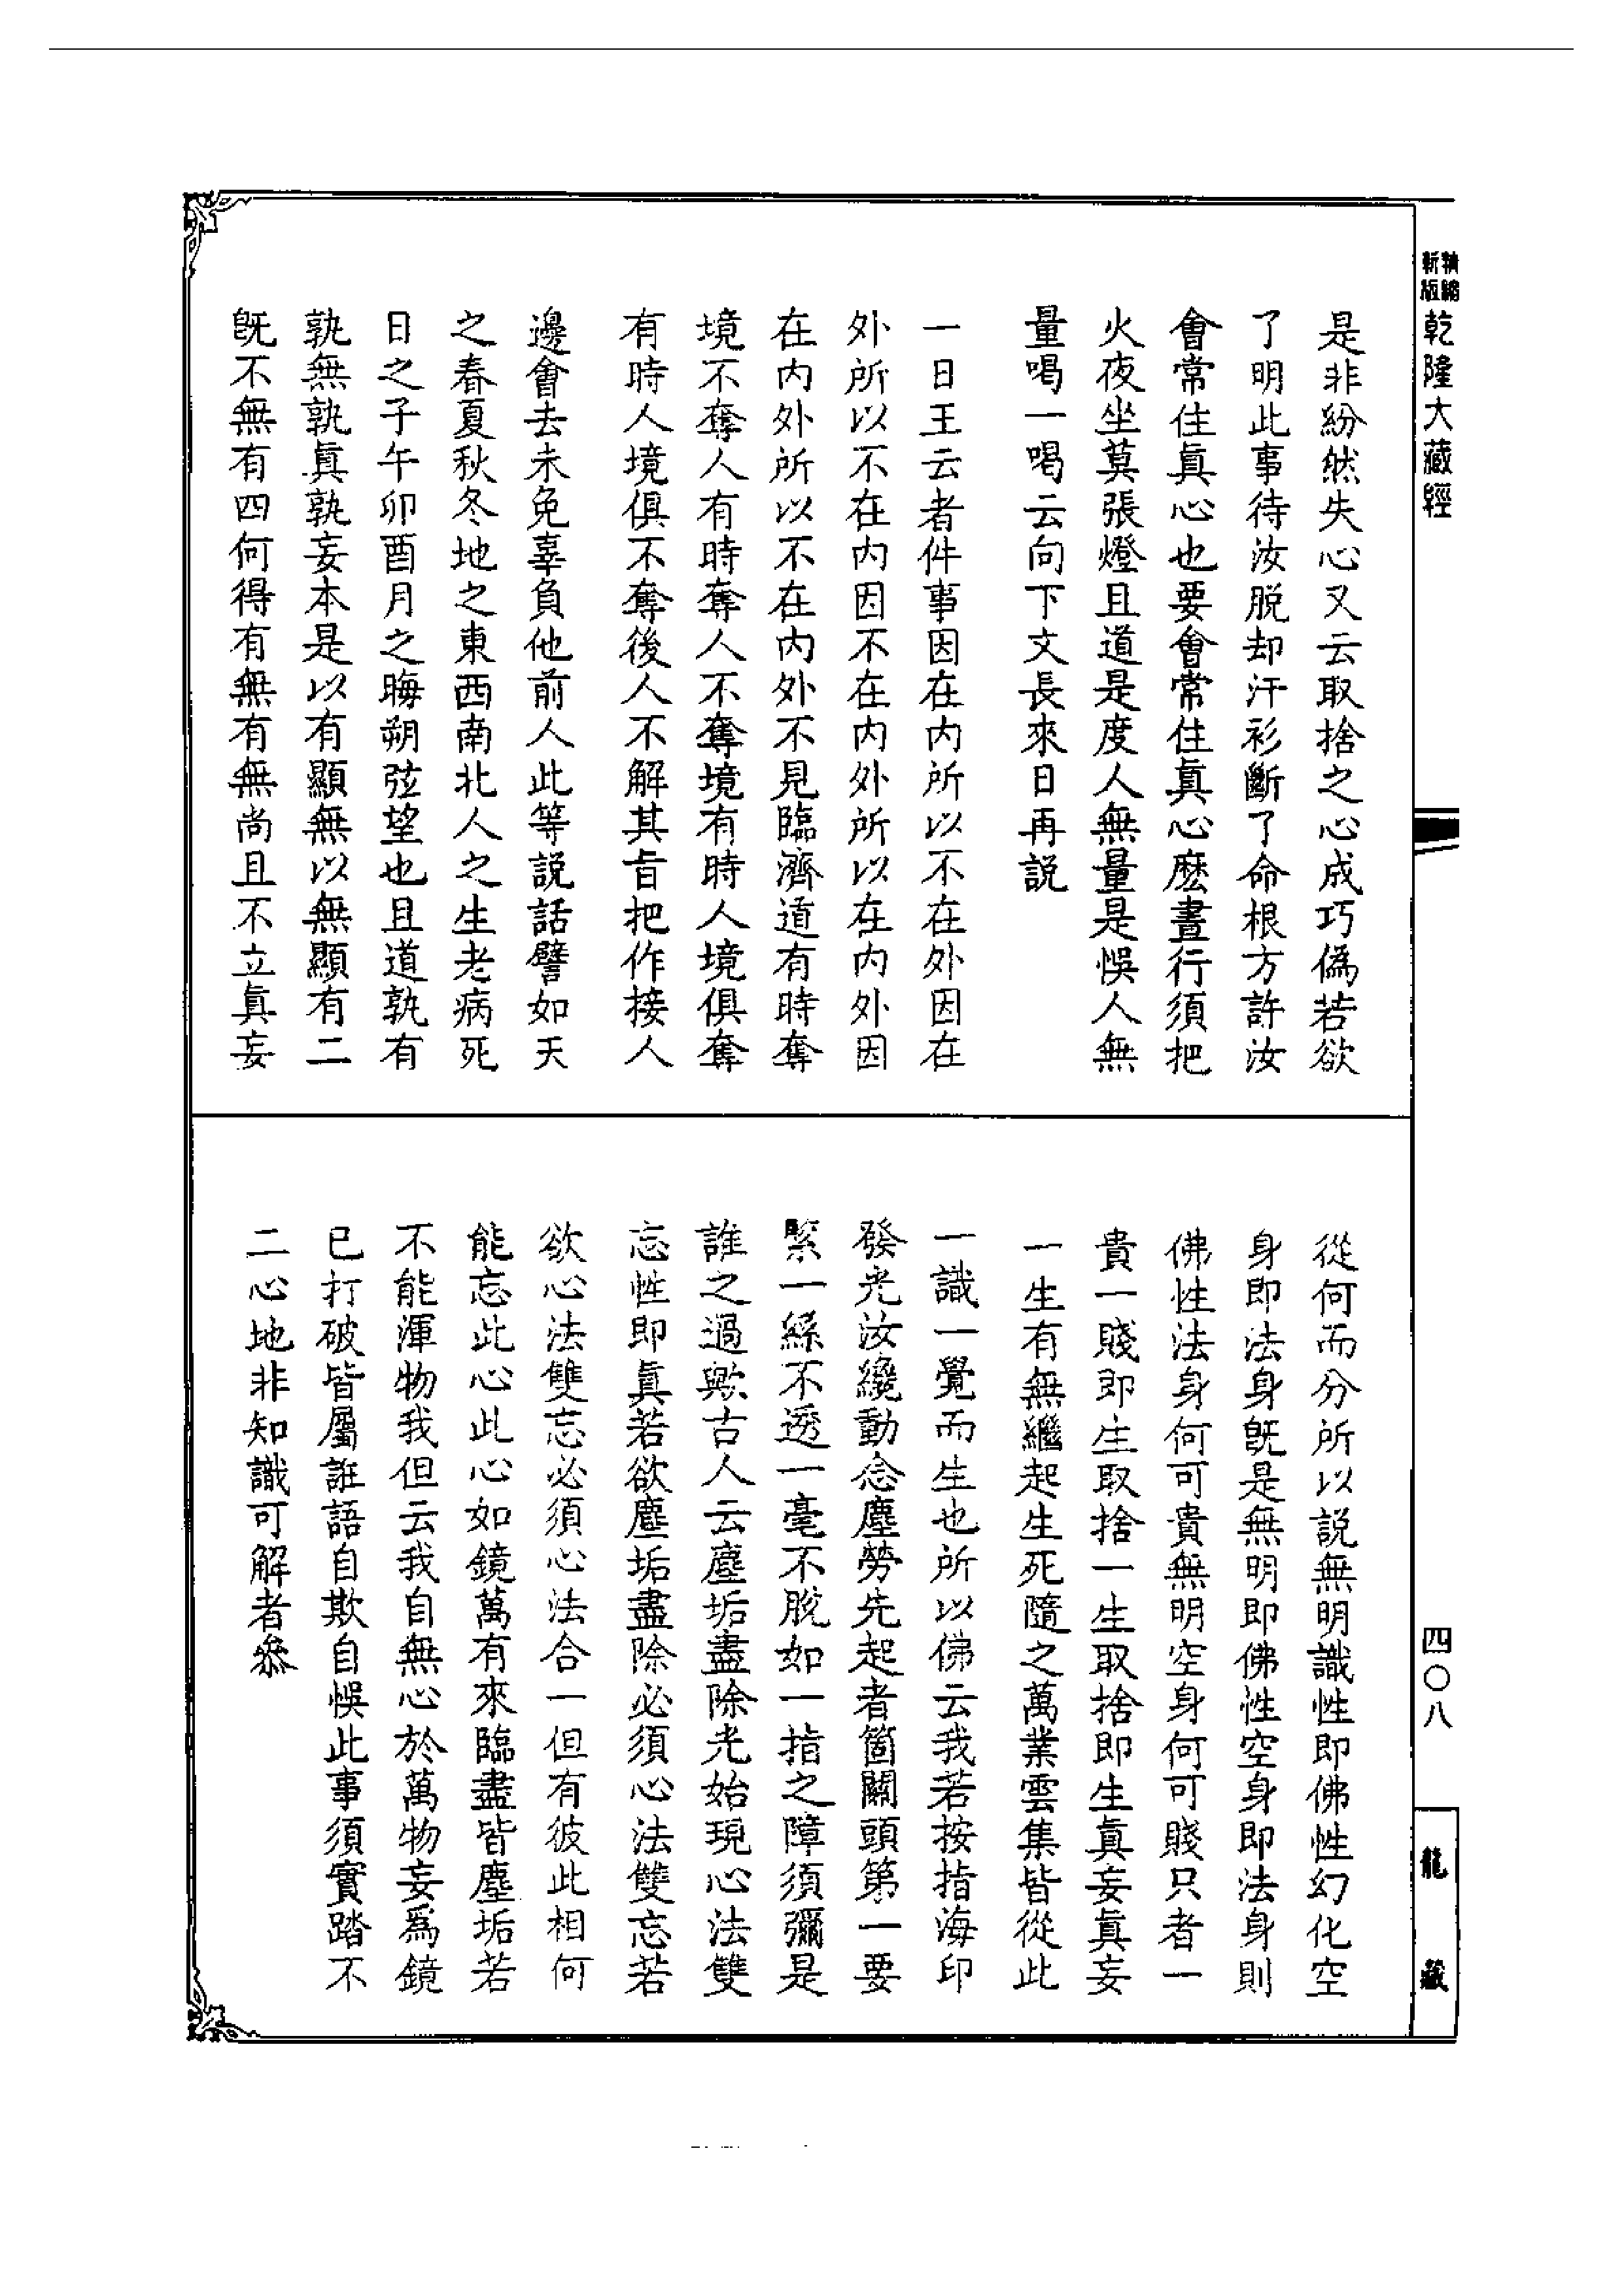 精縮
新版
乾隆大藏經
四〇八
龍藏
是非紛然失心又云取捨之心成巧偽若欲
了明此事待汝脫却汗衫斷了命根方許汝
會常住真心也要會常住真心麽晝行須把
火夜坐莫張燈且道是度人無量是悞人無
量喝一喝云向下文長來日再說
一日王云者件事因在內所以不在外因在
外所以不在內因不在內外所以在內外因
在內外所以不在內外不見臨濟道有時奪
境不奪人有時奪人不奪境有時人境俱奪
有時人境俱不奪後人不解其旨把作接人
邊會去未免辜負他前人此等說話譬如天
之春夏秋冬地之東西南北人之生老病死
日之子午卯酉月之晦朔弦望也且道孰有
孰無孰真孰妄本是以有顯無以無顯有二
既不無有四何得有無有無尚且不立真妄
從何而分所以說無明識性即佛性幻化空
身即法身既是無明即佛性空身即法身則
佛性法身何可貴無明空身何可賤只者一
貴一賤即生取捨一生取捨即生真妄真妄
一生有無繼起生死隨之萬業雲集皆從此
一識一覺而生也所以佛云我若按指海印
發光汝纔動念塵勞先起者箇關頭第一要
緊一絲不透一毫不脫如一指之障須彌是
誰之過歟古人云塵垢盡除光始現心法雙
忘性即真若欲塵垢盡除必須心法雙忘若
欲心法雙忘必須心法合一但有彼此相何
能忘此心此心如鏡萬有來臨盡皆塵垢若
不能渾物我但云我自無心於萬物妄為鏡
已打破皆屬誑語自欺自悞此事須實踏不
二心地非知識可解者叅